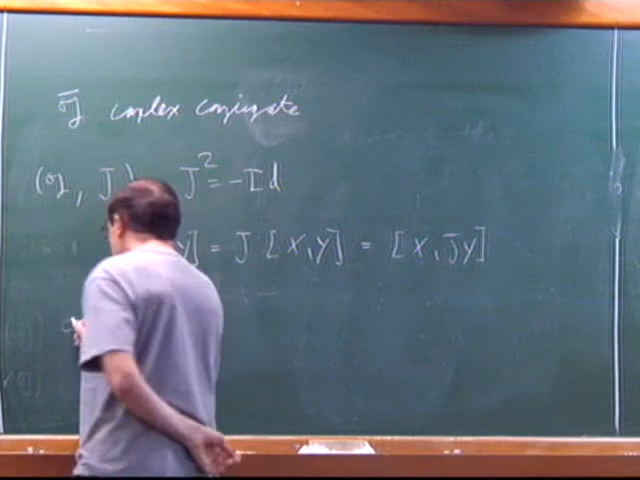 𝔤̄ complex conjugate
(𝔤, J) J² = -Id
Y] = J [X,Y] = [X, JY]